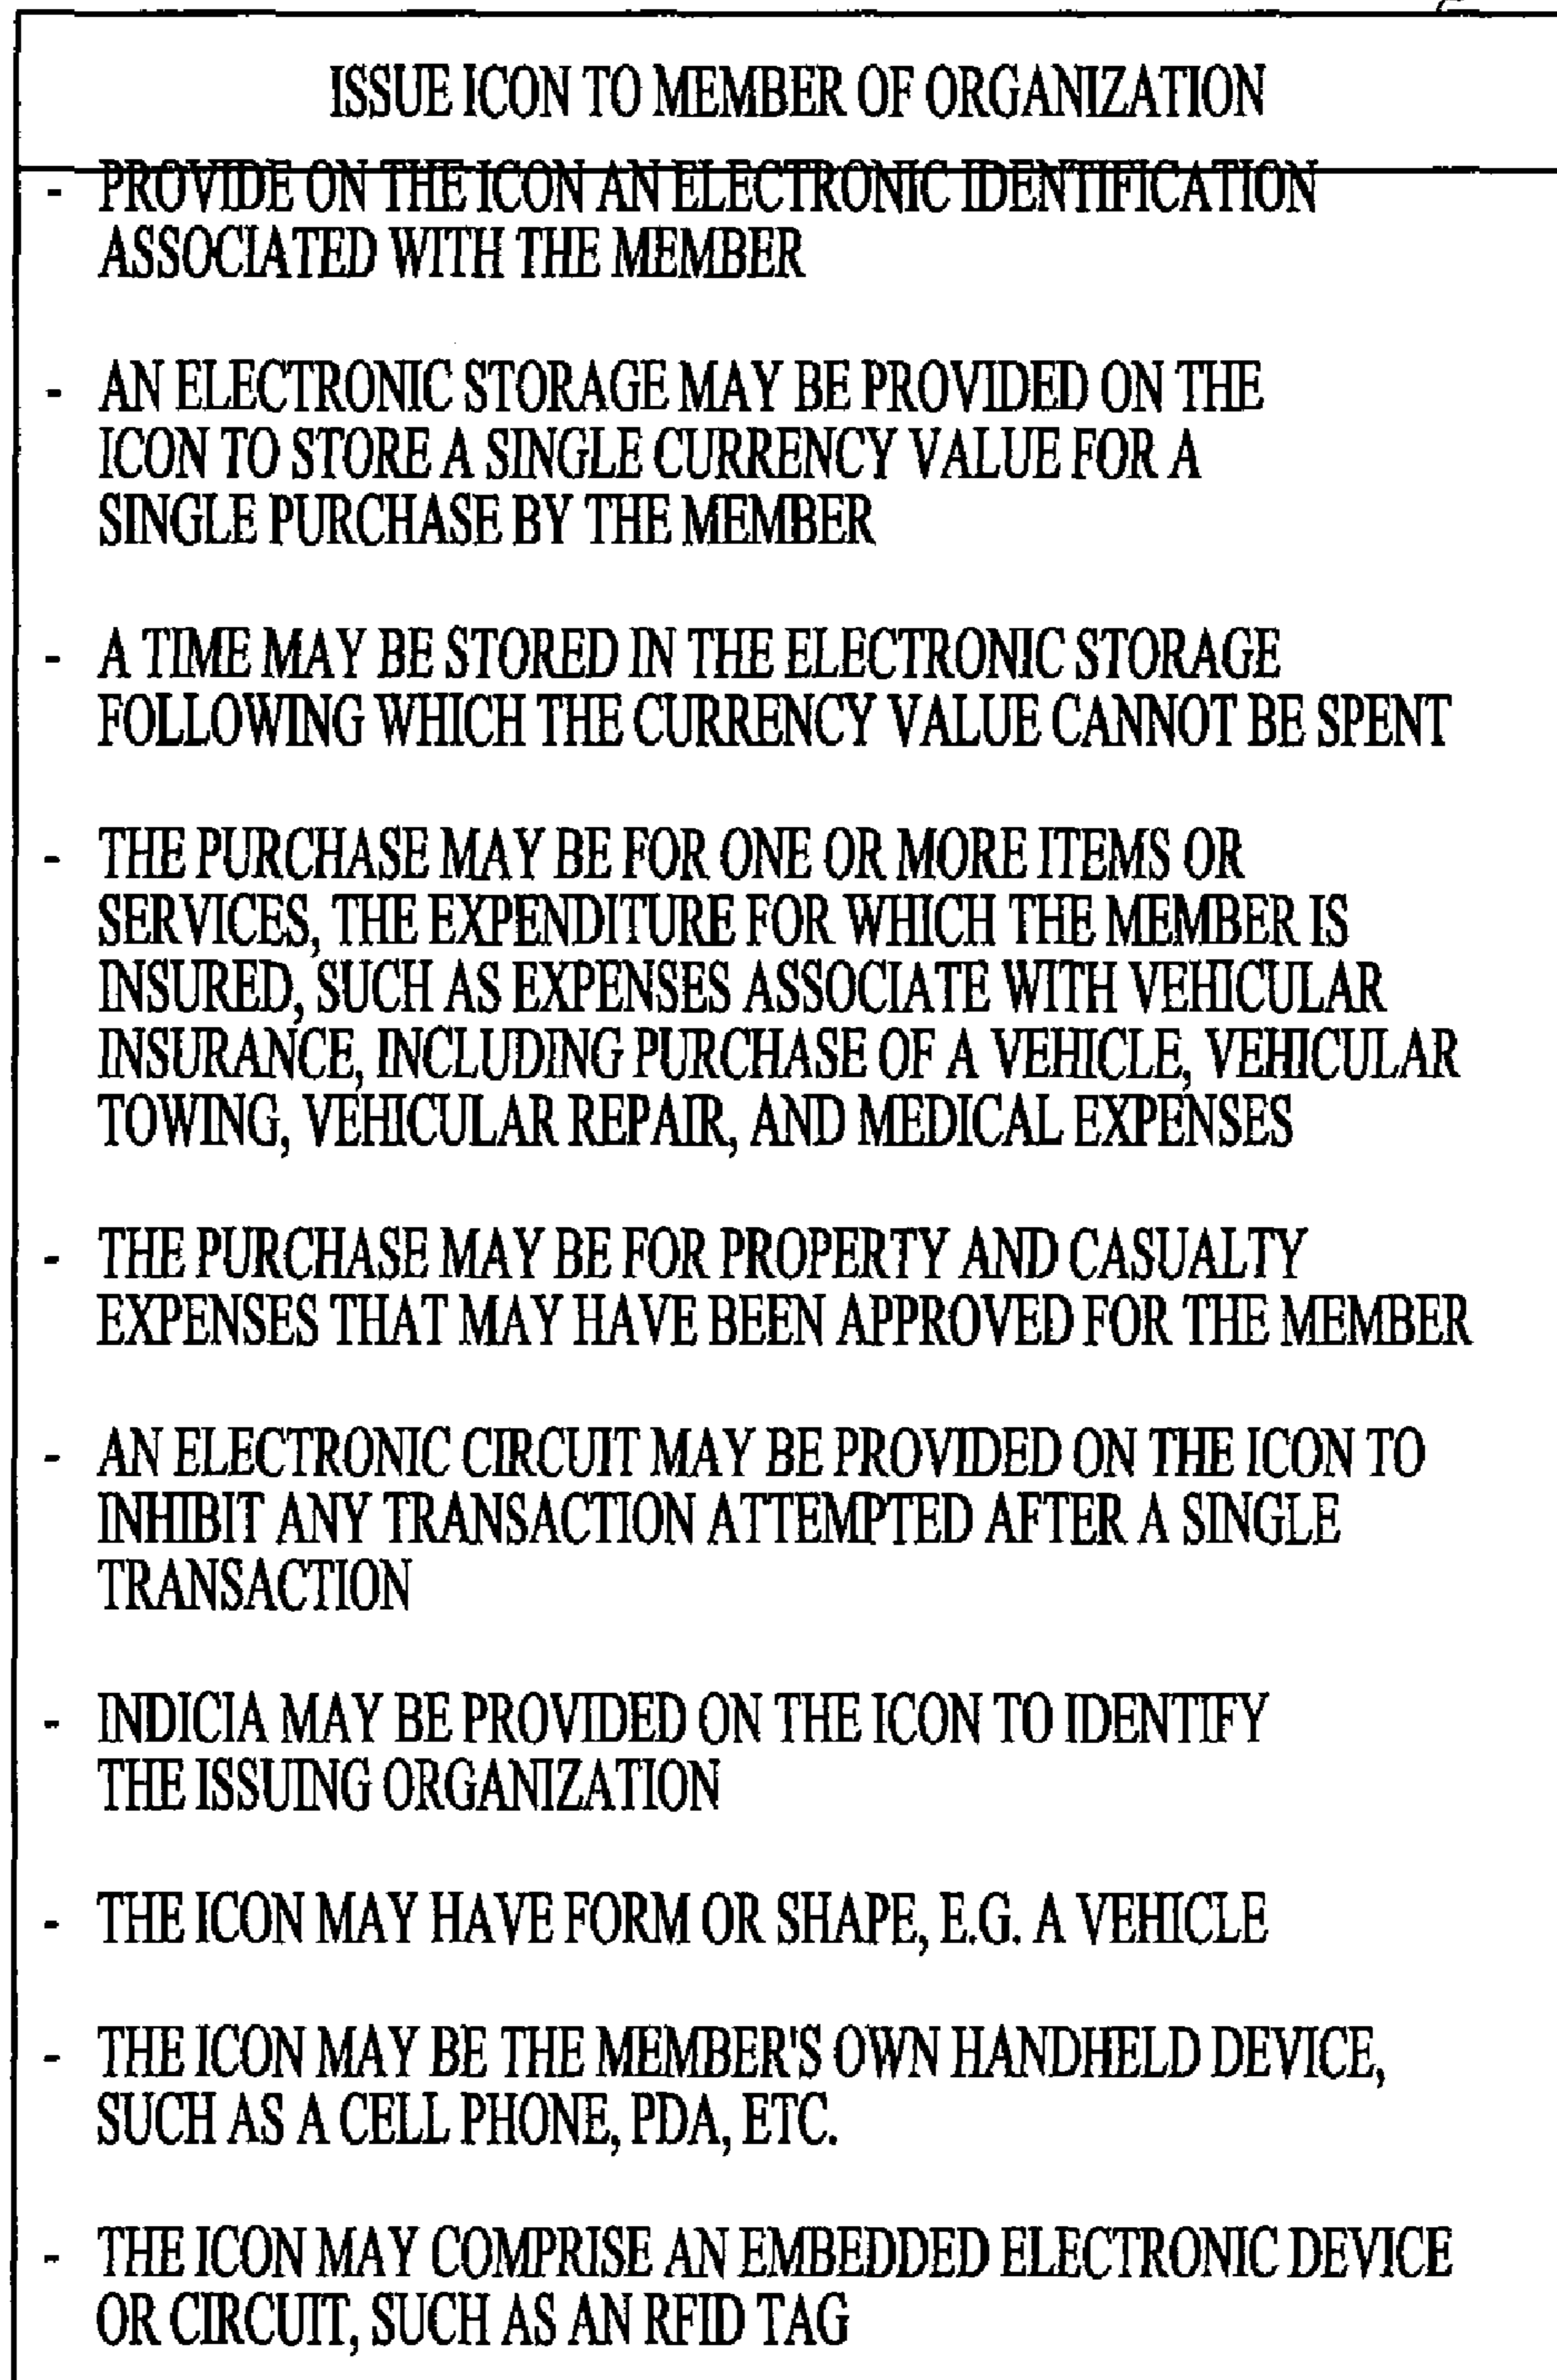 ISSUE ICON TO MEMBER OF ORGANIZATION
- PROVIDE ON THE ICON AN ELECTRONIC IDENTIFICATION
ASSOCIATED WITH THE MEMBER
- AN ELECTRONIC STORAGE MAY BE PROVIDED ON THE
ICON TO STORE A SINGLE CURRENCY VALUE FOR A
SINGLE PURCHASE BY THE MEMBER
- A TIME MAY BE STORED IN THE ELECTRONIC STORAGE
FOLLOWING WHICH THE CURRENCY VALUE CANNOT BE SPENT
- THE PURCHASE MAY BE FOR ONE OR MORE ITEMS OR
SERVICES, THE EXPENDITURE FOR WHICH THE MEMBER IS
INSURED, SUCH AS EXPENSES ASSOCIATE WITH VEHICULAR
INSURANCE, INCLUDING PURCHASE OF A VEHICLE, VEHICULAR
TOWING, VEHICULAR REPAIR, AND MEDICAL EXPENSES
- THE PURCHASE MAY BE FOR PROPERTY AND CASUALTY
EXPENSES THAT MAY HAVE BEEN APPROVED FOR THE MEMBER
- AN ELECTRONIC CIRCUIT MAY BE PROVIDED ON THE ICON TO
INHIBIT ANY TRANSACTION ATTEMPTED AFTER A SINGLE
TRANSACTION
- INDICIA MAY BE PROVIDED ON THE ICON TO IDENTIFY
THE ISSUING ORGANIZATION
- THE ICON MAY HAVE FORM OR SHAPE, E.G. A VEHICLE
- THE ICON MAY BE THE MEMBER'S OWN HANDHELD DEVICE,
SUCH AS A CELL PHONE, PDA, ETC.
- THE ICON MAY COMPRISE AN EMBEDDED ELECTRONIC DEVICE
OR CIRCUIT, SUCH AS AN RFID TAG